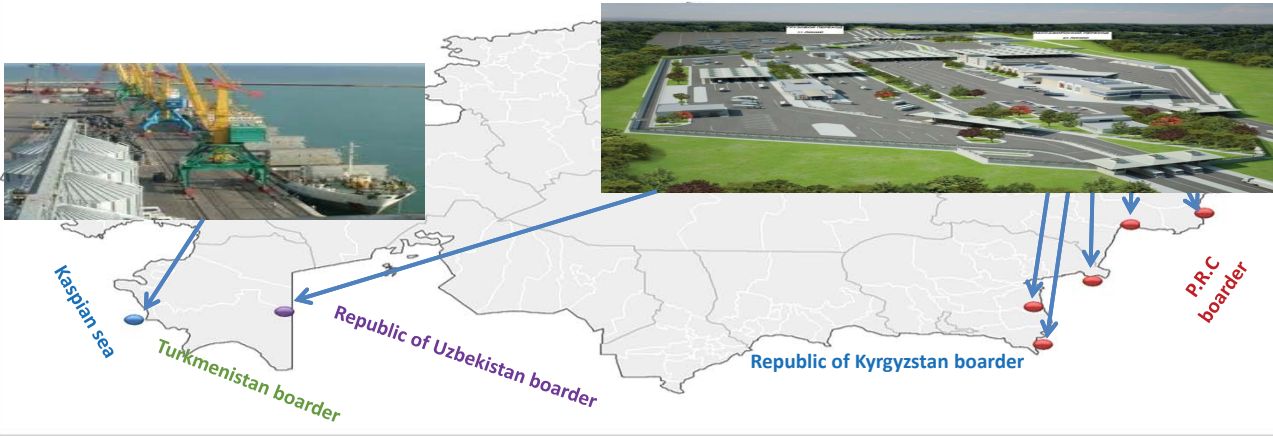 Kaspian sea
Turkmenistan boarder
Republic of Uzbekistan boarder
Republic of Kyrgyzstan boarder
P.R.C
boarder